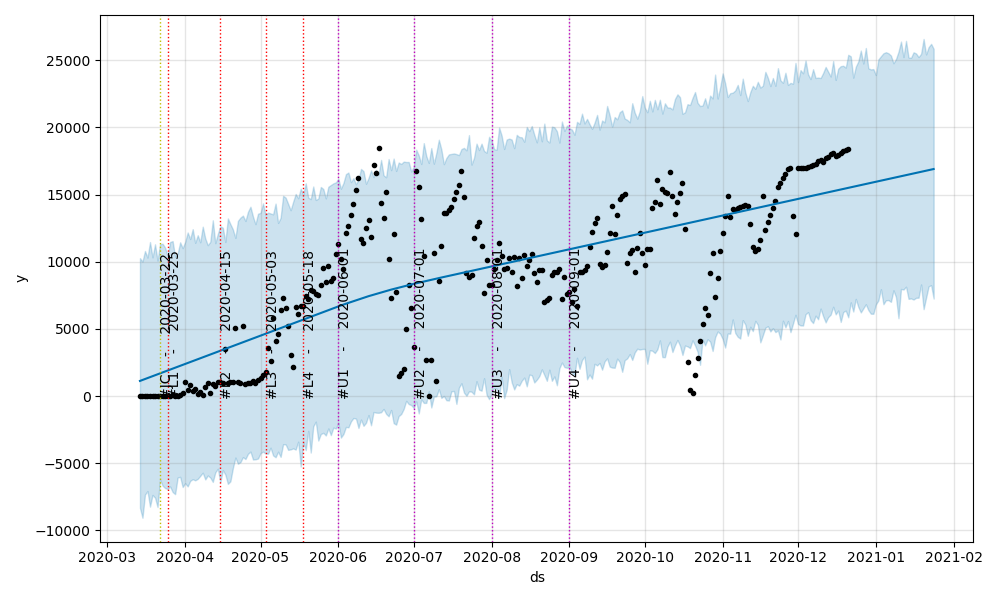 25000
20000
15000
10000
5000
0
−5000
−10000
y
#JC - 2020-03-22
#L1 - 2020-03-25
#L2 - 2020-04-15
#L3 - 2020-05-03
#L4 - 2020-05-18
#U1 - 2020-06-01
#U2 - 2020-07-01
#U3 - 2020-08-01
#U4 - 2020-09-01
2020-03 2020-04 2020-05 2020-06 2020-07 2020-08 2020-09 2020-10 2020-11 2020-12 2021-01 2021-02
ds